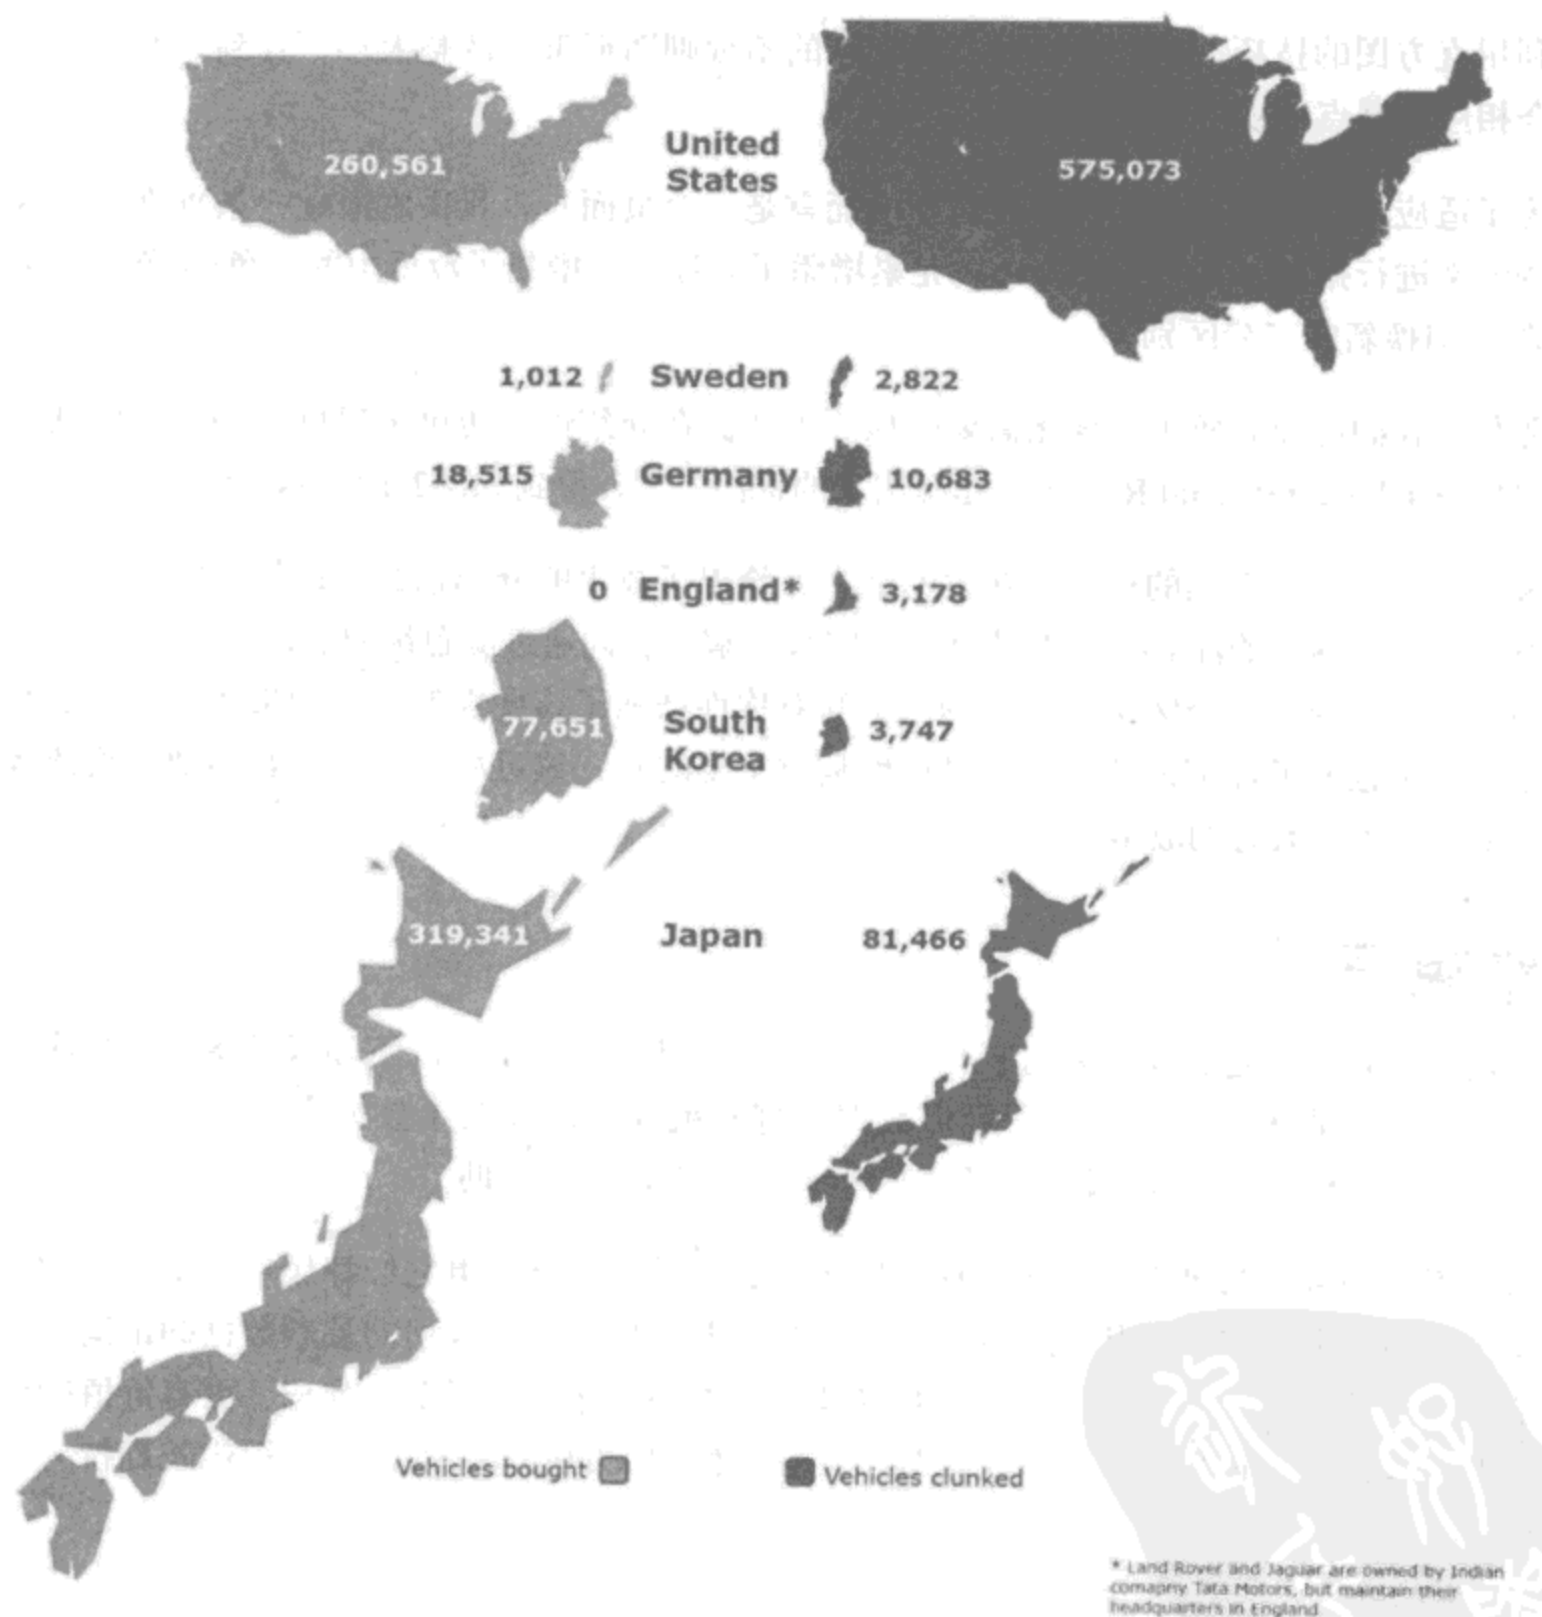 260,561
United
States
575,073
1,012
Sweden
2,822
18,515
Germany
10,683
0
England*
3,178
77,651
South
Korea
3,747
319,341
Japan
81,466
Vehicles bought
Vehicles clunked
* Land Rover and Jaguar are owned by Indian
comapny Tata Motors, but maintain their
headquarters in England